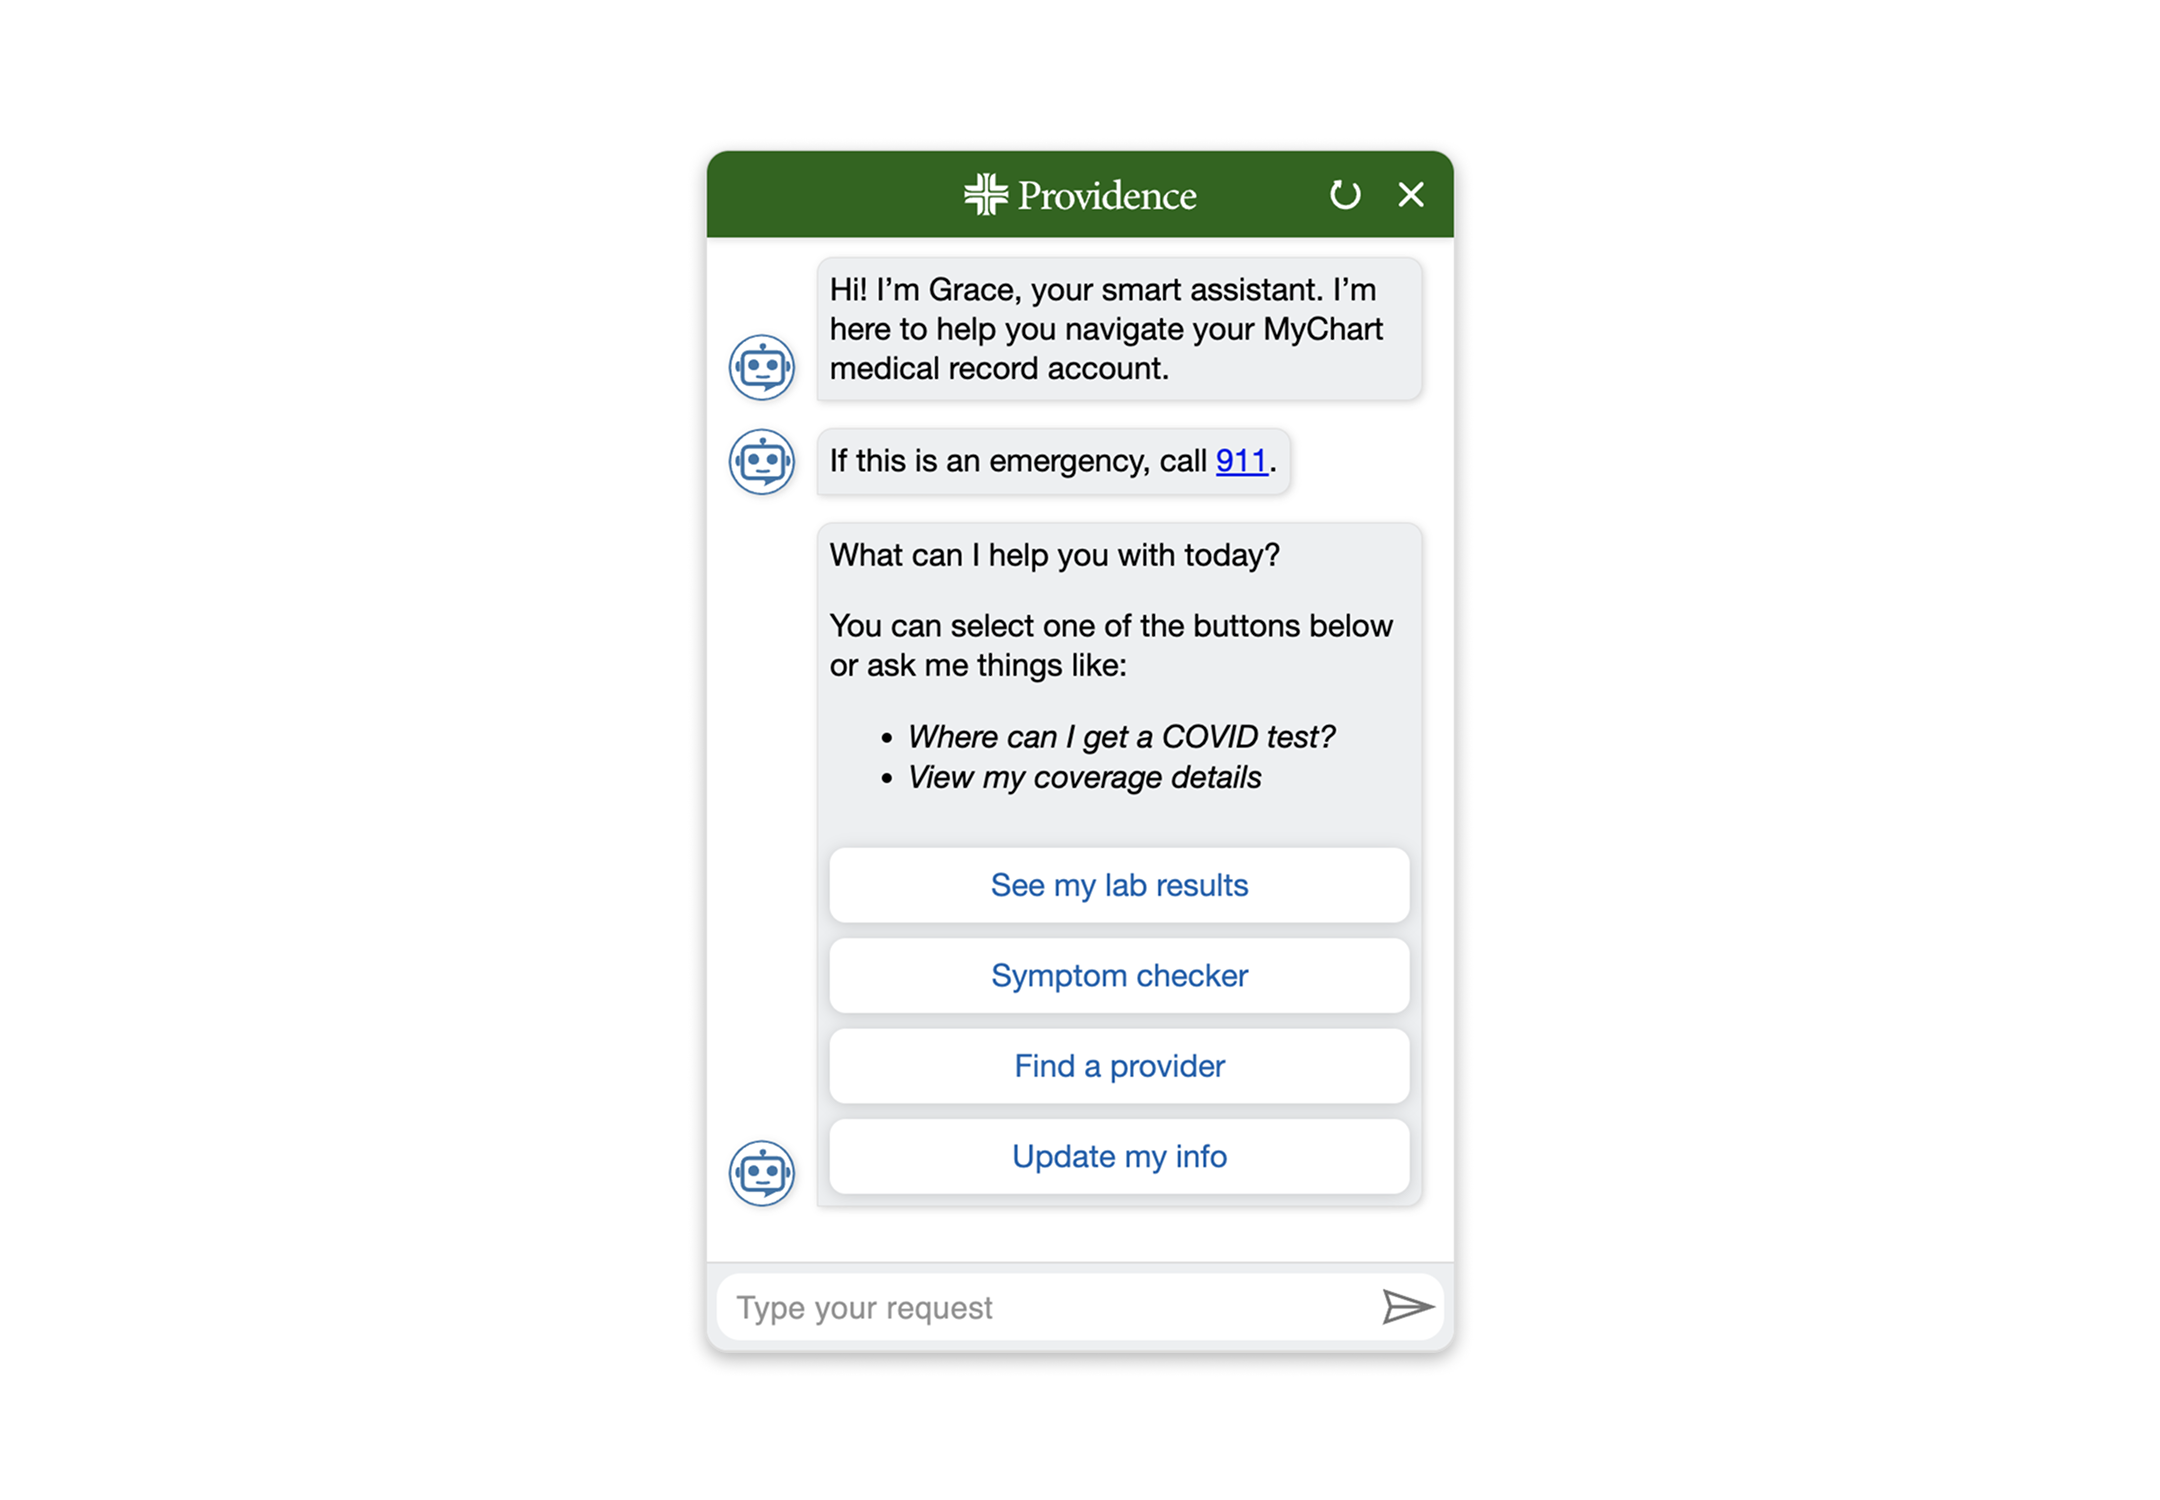 Providence
Hi! I’m Grace, your smart assistant. I’m
here to help you navigate your MyChart
medical record account.
If this is an emergency, call 911.
What can I help you with today?
You can select one of the buttons below
or ask me things like:
• Where can I get a COVID test?
• View my coverage details
See my lab results
Symptom checker
Find a provider
Update my info
Type your request